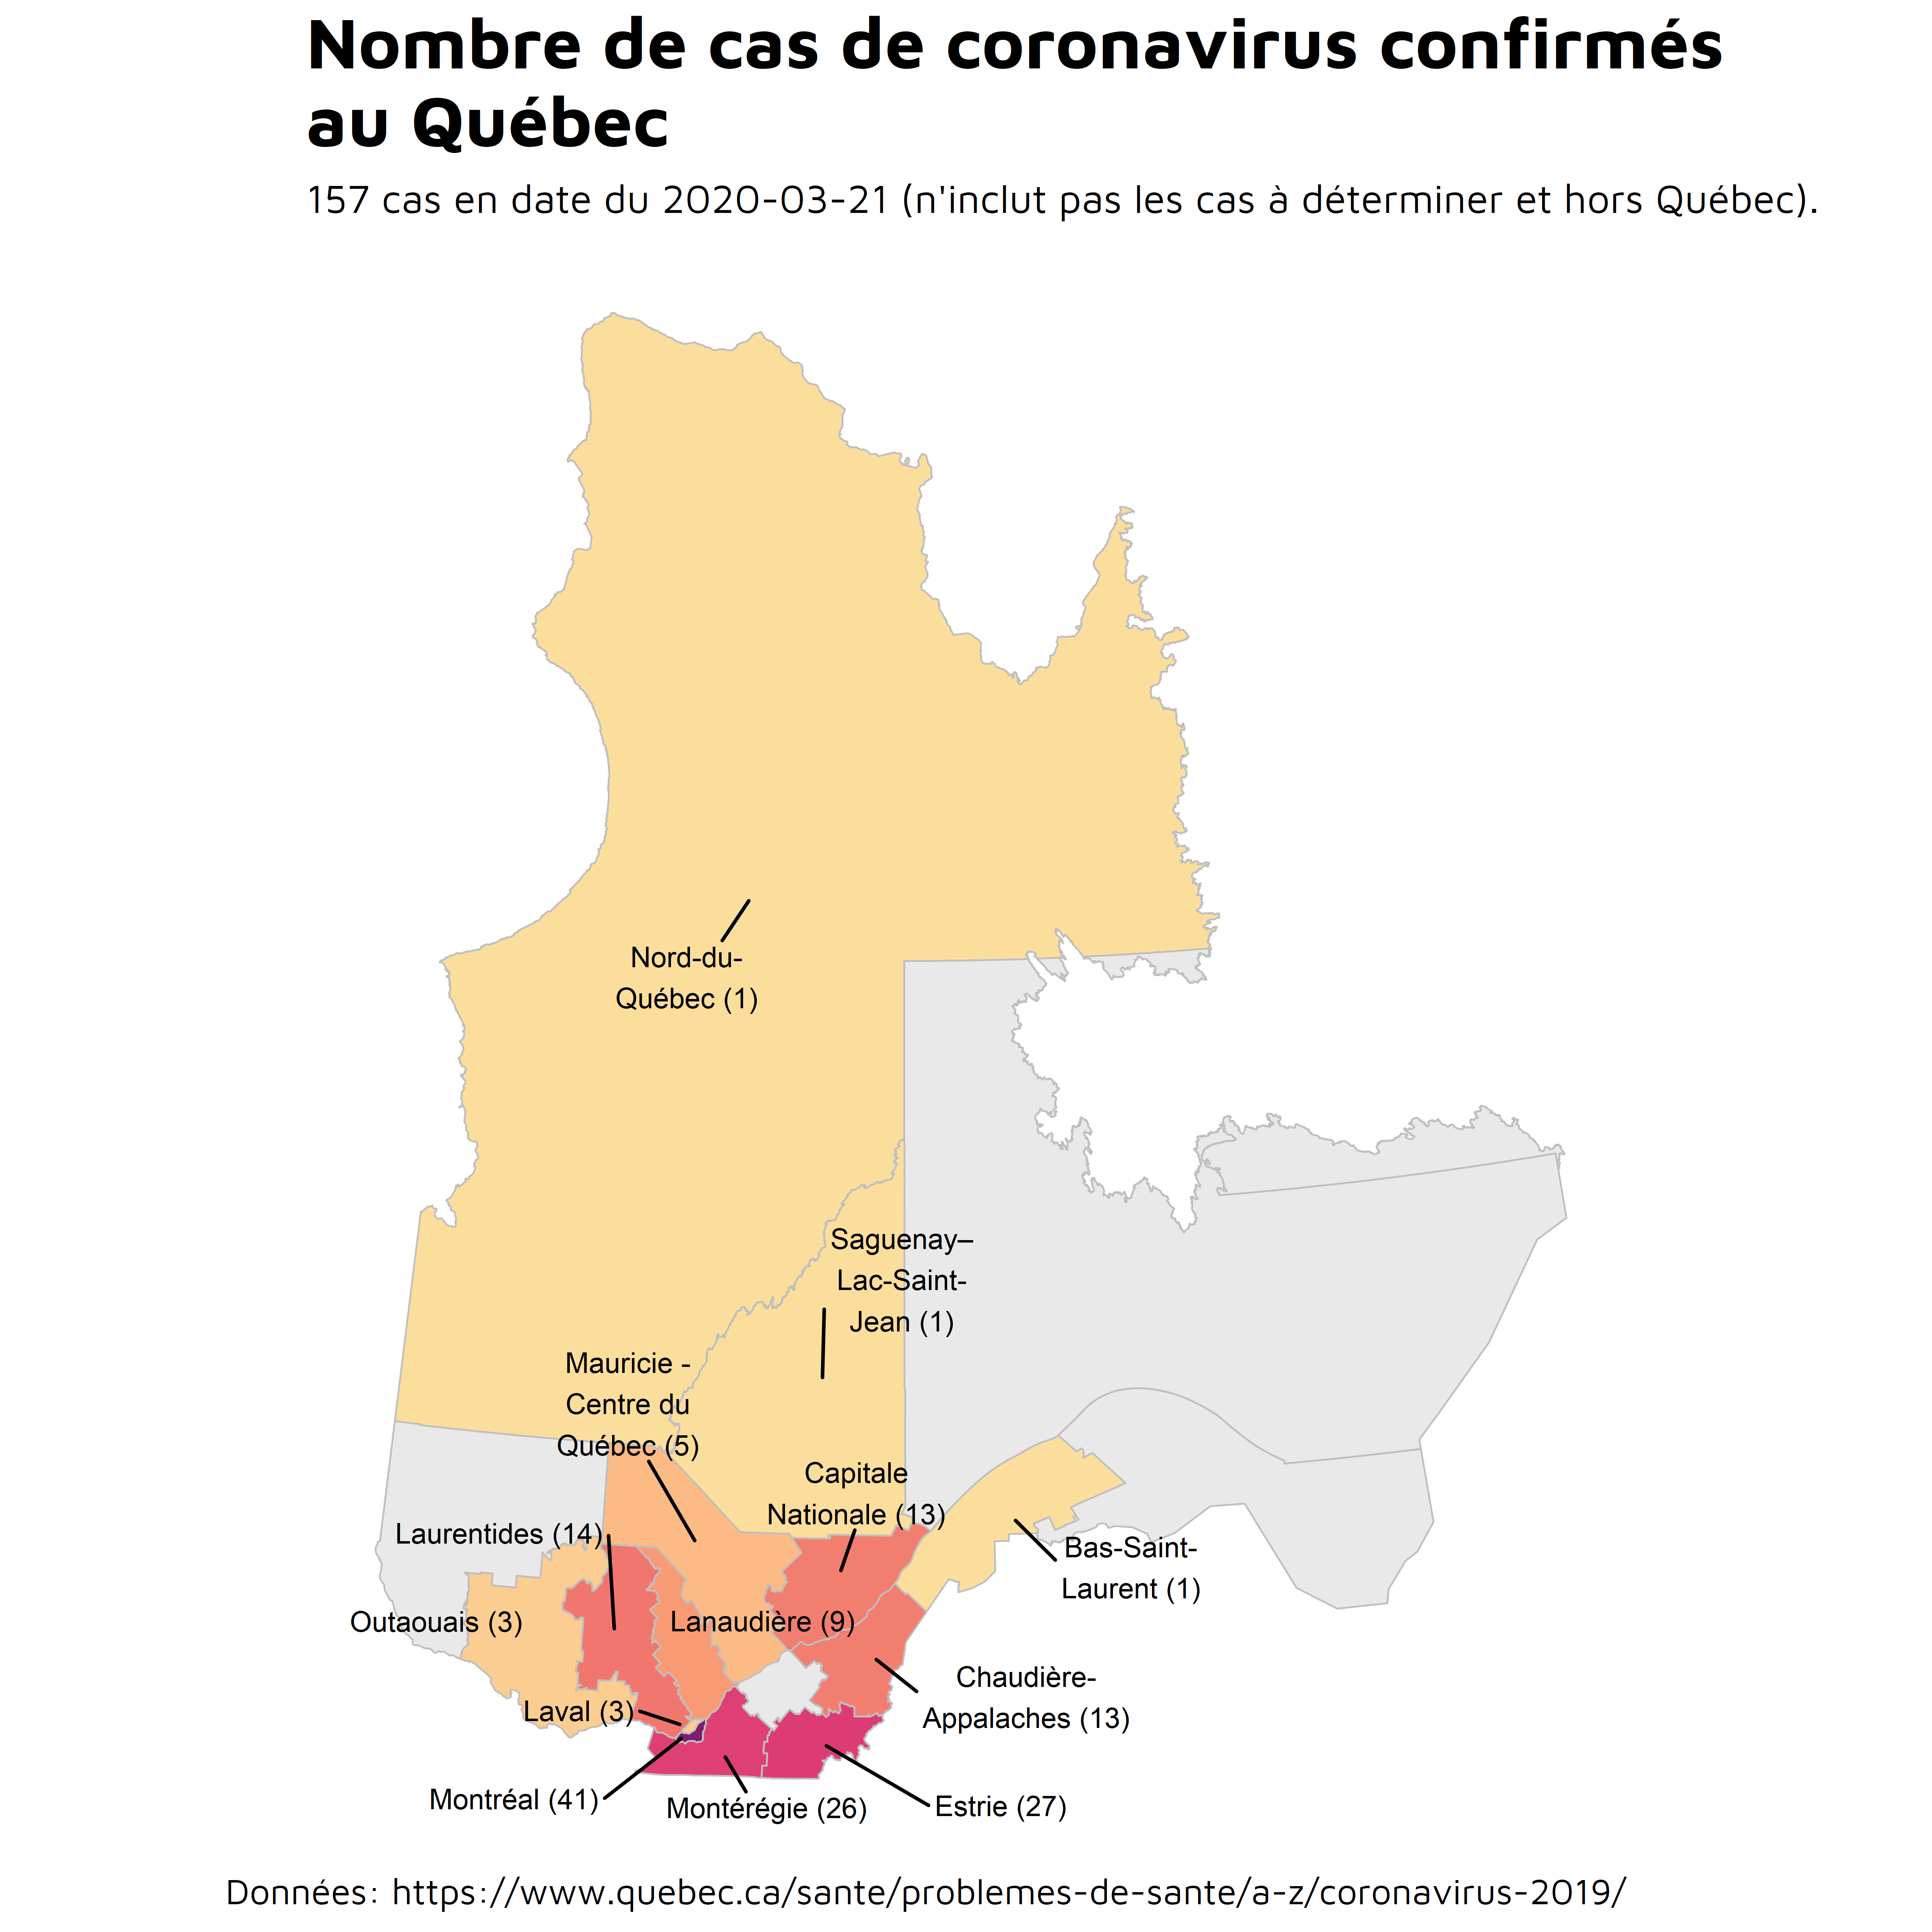 Nombre de cas de coronavirus confirmés
au Québec
157 cas en date du 2020-03-21 (n'inclut pas les cas à déterminer et hors Québec).
Nord-du-
Québec (1)
Saguenay–
Lac-Saint-
Jean (1)
Mauricie -
Centre du
Québec (5)
Capitale
Nationale (13)
Laurentides (14)
Bas-Saint-
Laurent (1)
Outaouais (3)
Lanaudière (9)
Chaudière-
Appalaches (13)
Laval (3)
Montréal (41)
Montérégie (26)
Estrie (27)
Données: https://www.quebec.ca/sante/problemes-de-sante/a-z/coronavirus-2019/